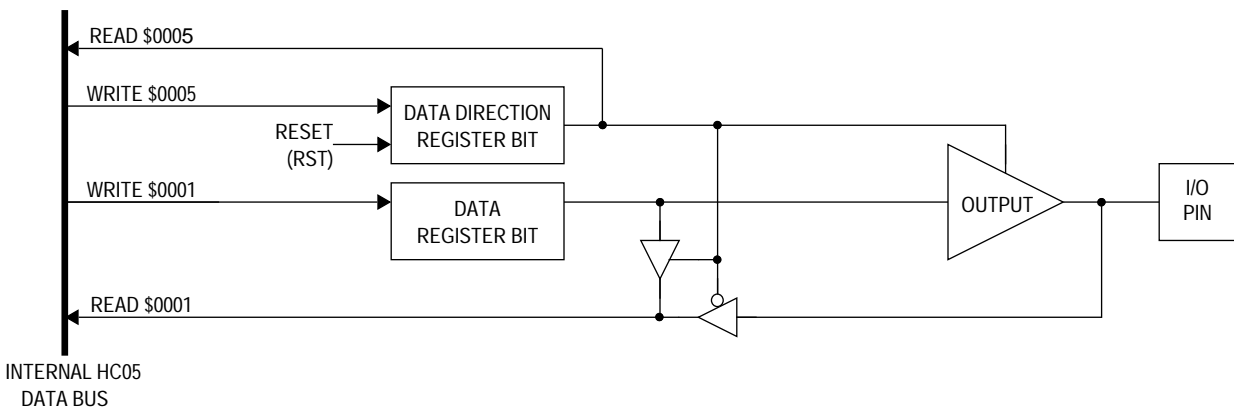 READ $0005
WRITE $0005
DATA DIRECTION
REGISTER BIT
RESET
(RST)
WRITE $0001
DATA
REGISTER BIT
OUTPUT
I/O
PIN
READ $0001
INTERNAL HC05
DATA BUS